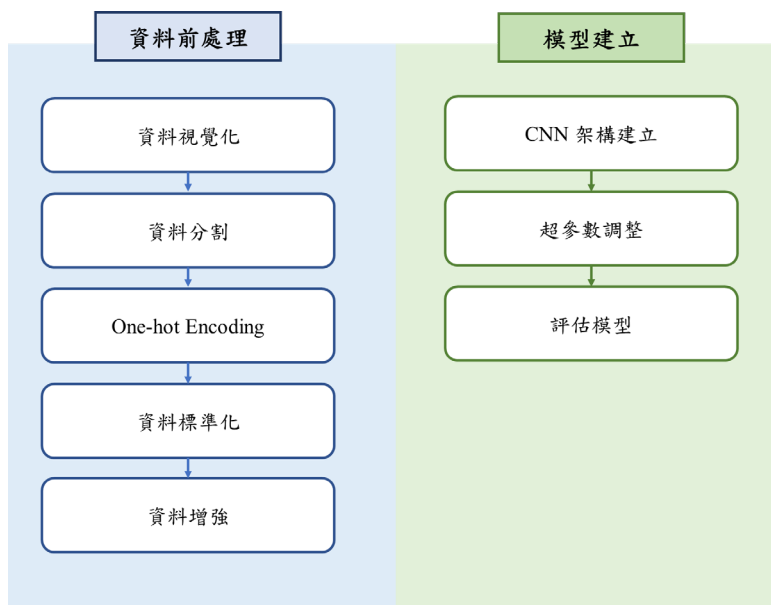 資料前處理
資料視覺化
資料分割
One-hot Encoding
資料標準化
資料增強
模型建立
CNN 架構建立
超參數調整
評估模型